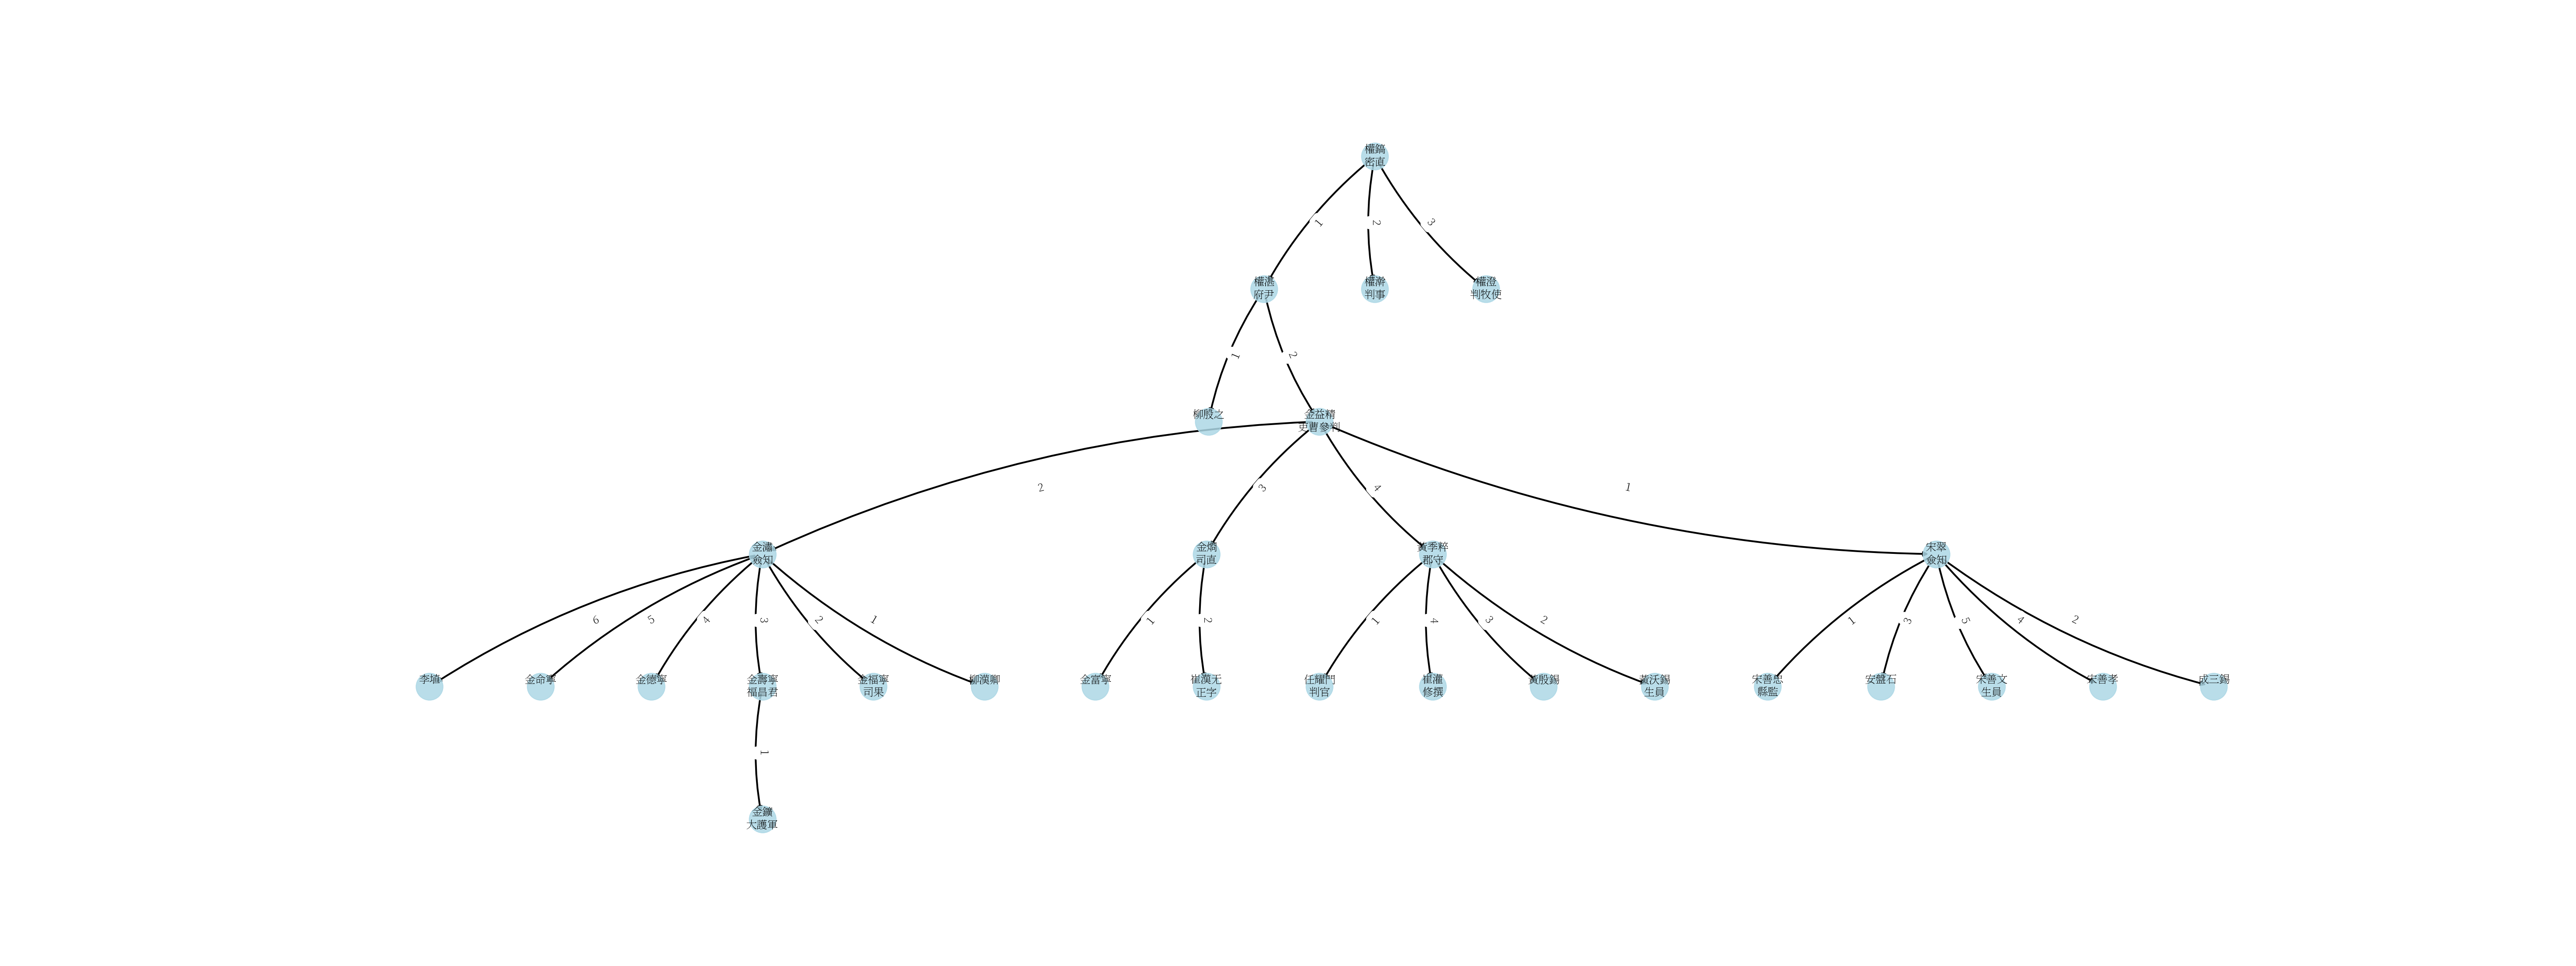 權鎬
密直
1
2
3
權湛
府尹
權澣
判事
權澄
判牧使
1
2
柳殷之
金益精
吏曹參判
2
3
4
1
金潚
僉知
金燗
司直
黃季粹
郡守
宋翠
僉知
6
5
4
3
2
1
1
2
1
4
3
2
1
3
5
4
2
李墻
金命寧
金德寧
金壽寧
福昌君
金福寧
司果
柳漢卿
金富寧
崔漢无
正字
任耀門
判官
崔灌
修撰
黃殷錫
黃沃錫
生員
宋善忠
縣監
安盤石
宋善文
生員
宋善孝
成三錫
1
金鑛
大護軍